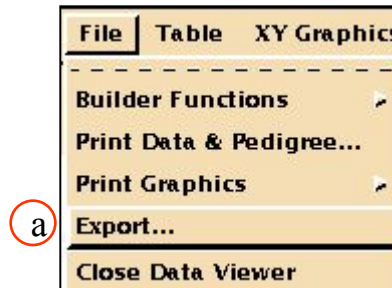 File Table XY Graphics
Builder Functions
Print Data & Pedigree...
Print Graphics
a Export...
Close Data Viewer